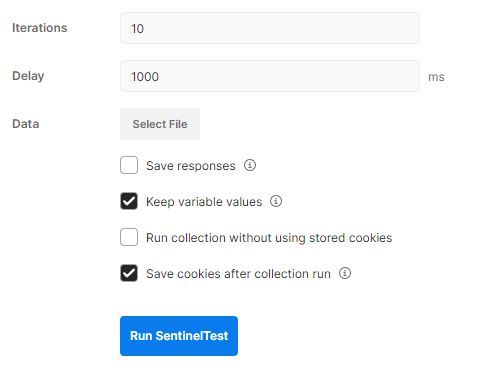 Iterations
10
Delay
1000
ms
Data
Select File
Save responses
Keep variable values
Run collection without using stored cookies
Save cookies after collection run
Run SentinelTest